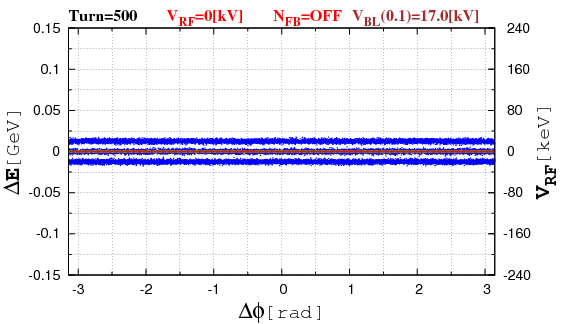 Turn=500 V_RF=0[kV] N_FB=OFF V_BL(0.1)=17.0[kV]
0.15 240
0.1 160
0.05 80
0 0
-0.05 -80
-0.1 -160
-0.15 -240
ΔE[GeV]
V_RF[keV]
-3 -2 -1 0 1 2 3
Δϕ[rad]